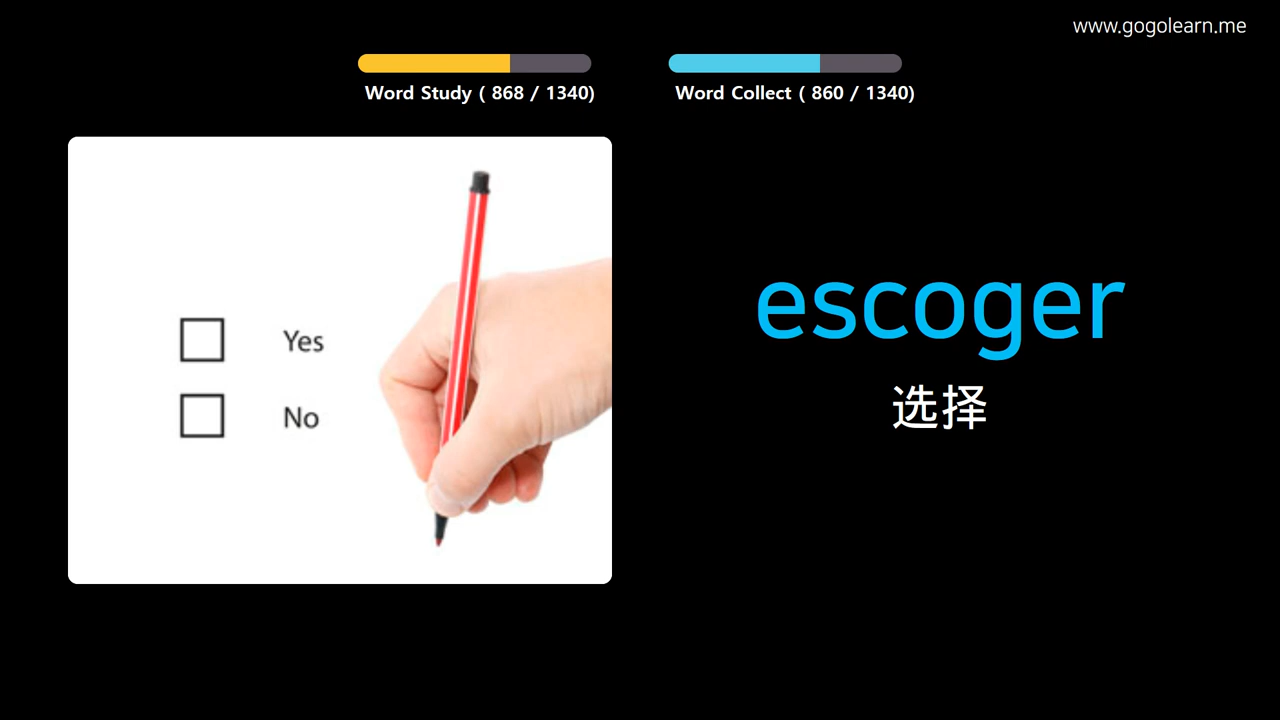 www.gogolearn.me
Word Study ( 868 / 1340)
Word Collect ( 860 / 1340)
Yes
No
escoger
选择